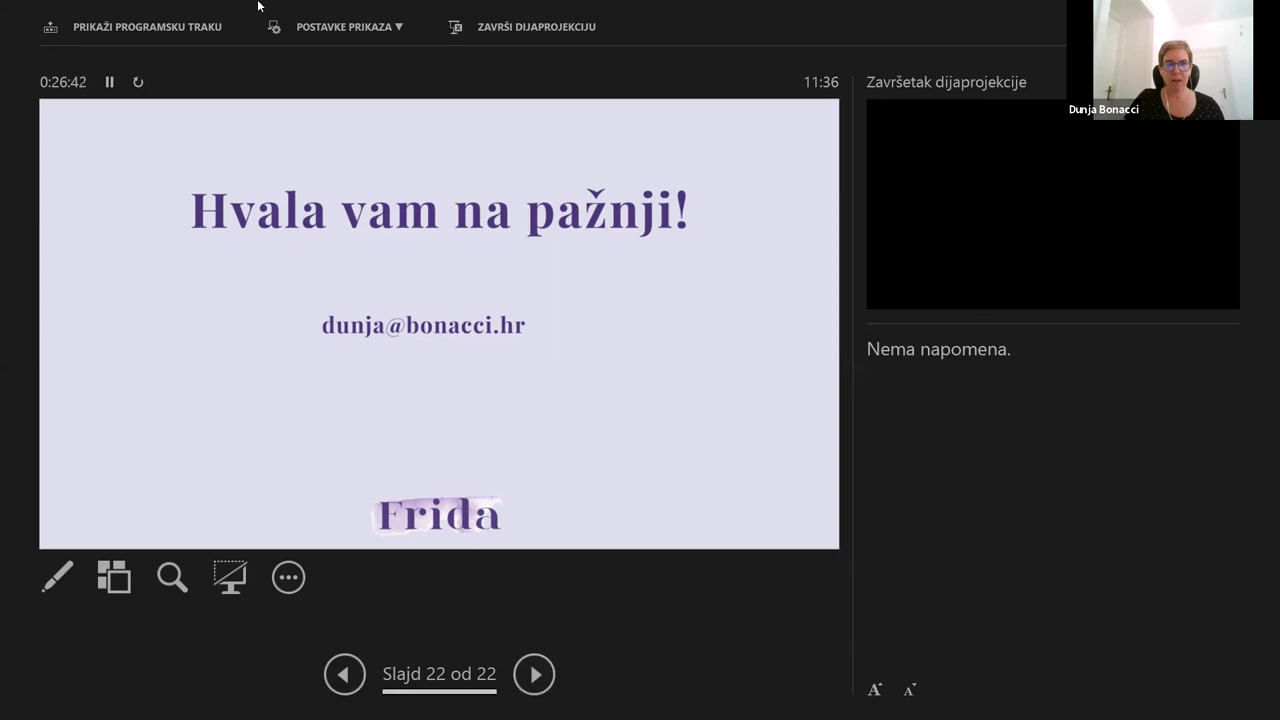 PRIKAŽI PROGRAMSKU TRAKU
POSTAVKE PRIKAZA ▼
ZAVRŠI DIJAPROJEKCIJU
0:26:42
11:36
Završetak dijaprojekcije
Dunja Bonacci
Hvala vam na pažnji!
dunja@bonacci.hr
Frida
Nema napomena.
Slajd 22 od 22
A A